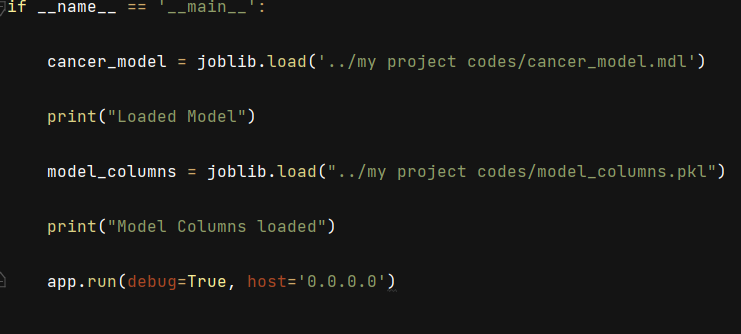 if __name__ == '__main__':
    cancer_model = joblib.load('../my project codes/cancer_model.mdl')
    print("Loaded Model")
    model_columns = joblib.load("../my project codes/model_columns.pkl")
    print("Model Columns loaded")
    app.run(debug=True, host='0.0.0.0')